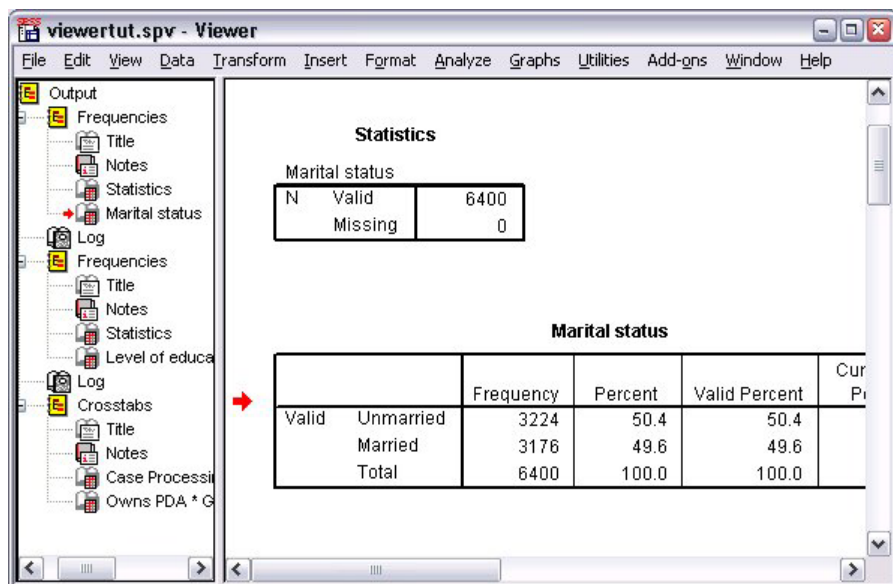 viewertut.spv - Viewer
File Edit View Data Transform Insert Format Analyze Graphs Utilities Add-ons Window Help
Output
Frequencies
Title
Notes
Statistics
Marital status
Log
Frequencies
Title
Notes
Statistics
Level of educa
Log
Crosstabs
Title
Notes
Case Processi
Owns PDA * G
Statistics
Marital status
N Valid 6400
Missing 0
Marital status
Cur
Frequency Percent Valid Percent P
Valid Unmarried 3224 50.4 50.4
Married 3176 49.6 49.6
Total 6400 100.0 100.0